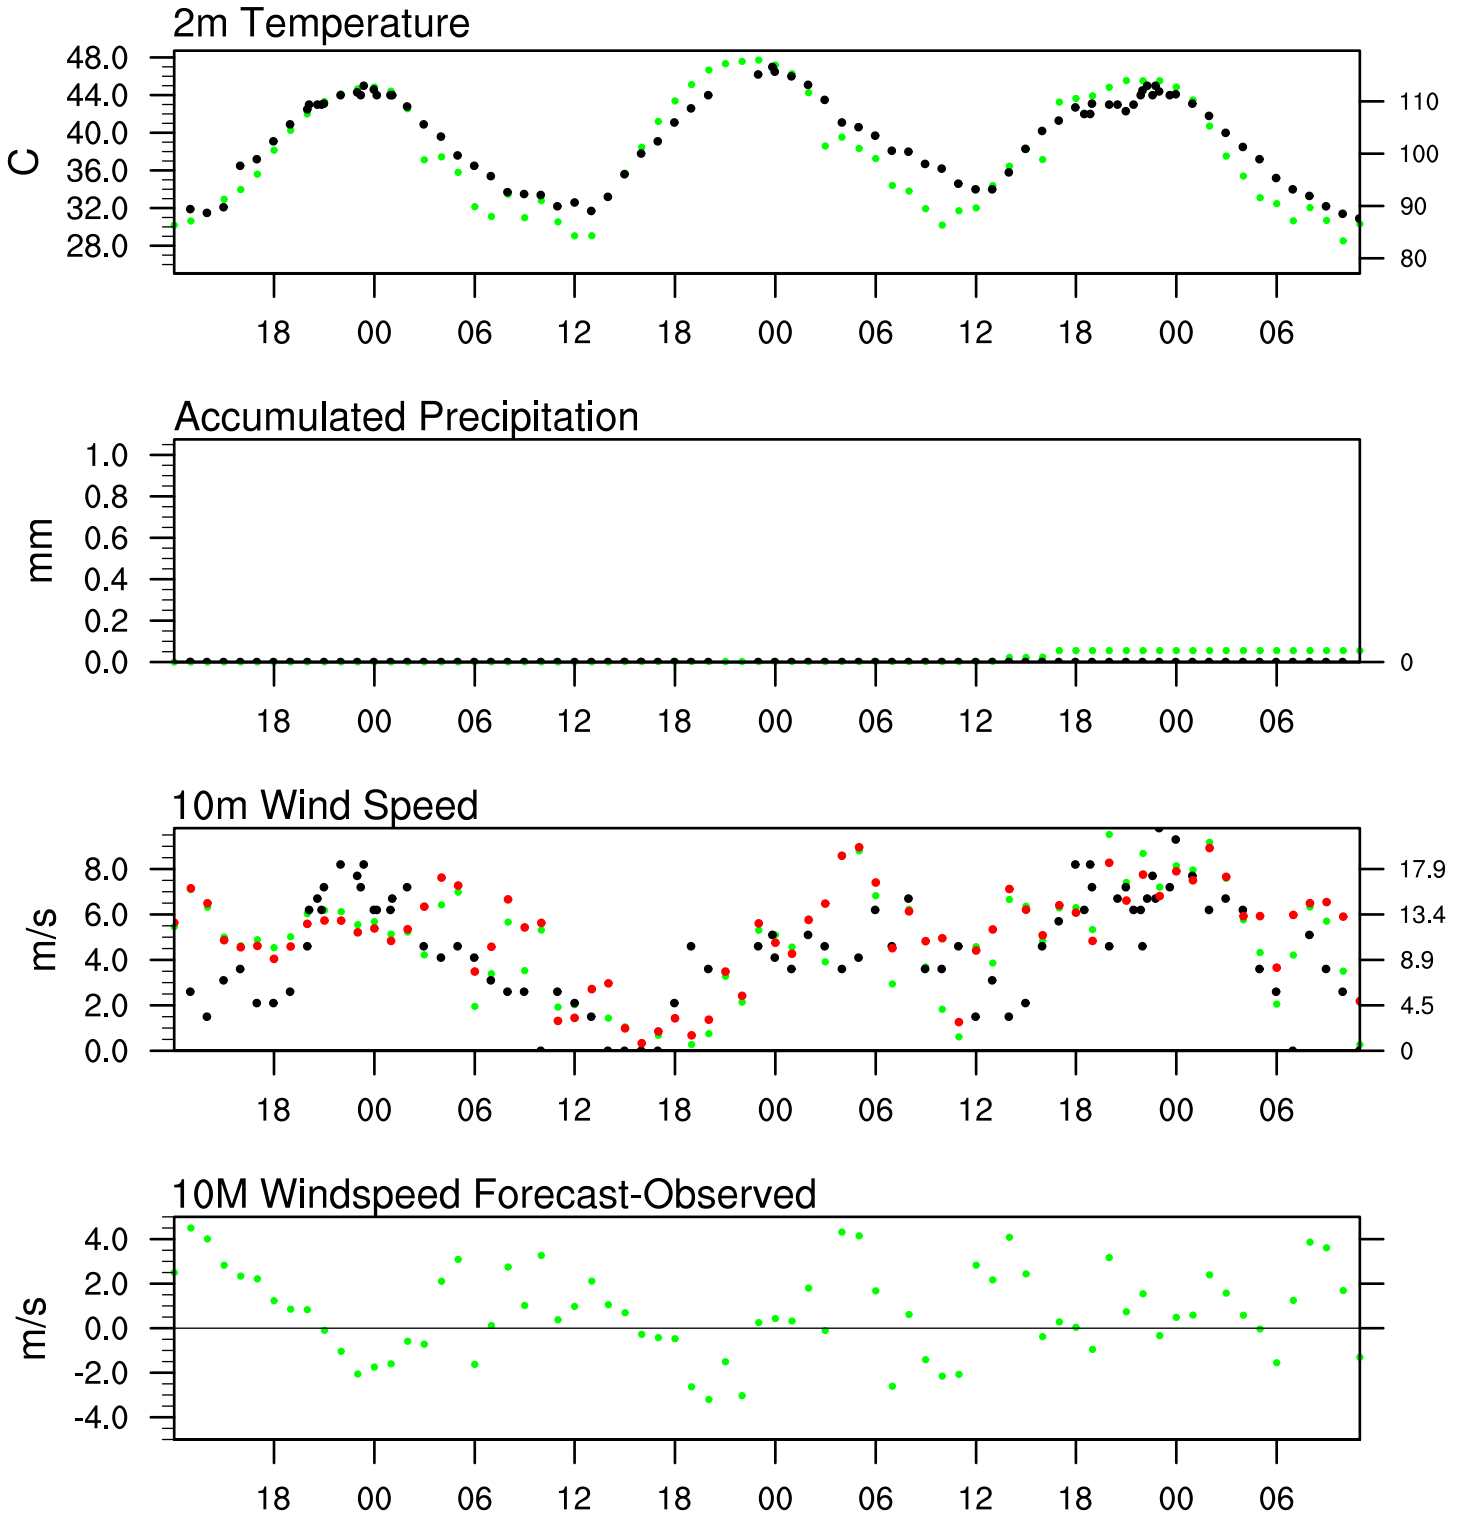 2m Temperature
48.0
44.0
40.0
36.0
32.0
28.0
C
110
100
90
80
18 00 06 12 18 00 06 12 18 00 06
Accumulated Precipitation
1.0
0.8
0.6
0.4
0.2
0.0
mm
0
18 00 06 12 18 00 06 12 18 00 06
10m Wind Speed
8.0
6.0
4.0
2.0
0.0
m/s
17.9
13.4
8.9
4.5
0
18 00 06 12 18 00 06 12 18 00 06
10M Windspeed Forecast-Observed
4.0
2.0
0.0
-2.0
-4.0
m/s
18 00 06 12 18 00 06 12 18 00 06